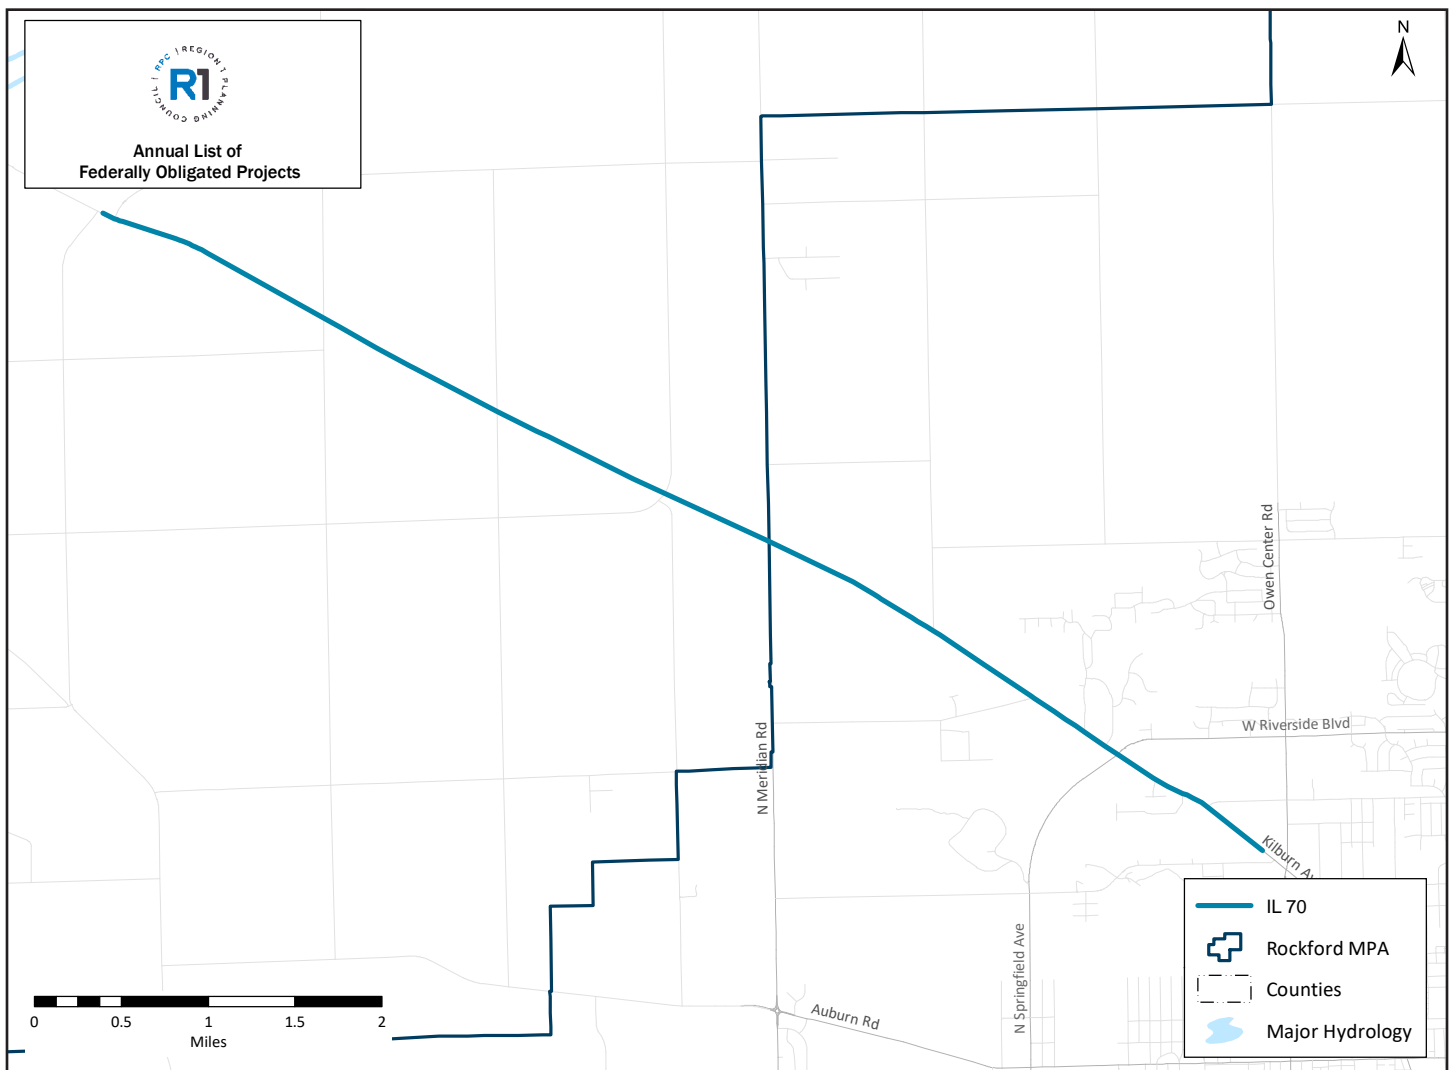 RPC | REGION 1 PLANNING COUNCIL |
R1
Annual List of
Federally Obligated Projects
N
Owen Center Rd
W Riverside Blvd
N Meridian Rd
Kilburn Av
N Springfield Ave
Auburn Rd
0 0.5 1 1.5 2
Miles
IL 70
Rockford MPA
Counties
Major Hydrology